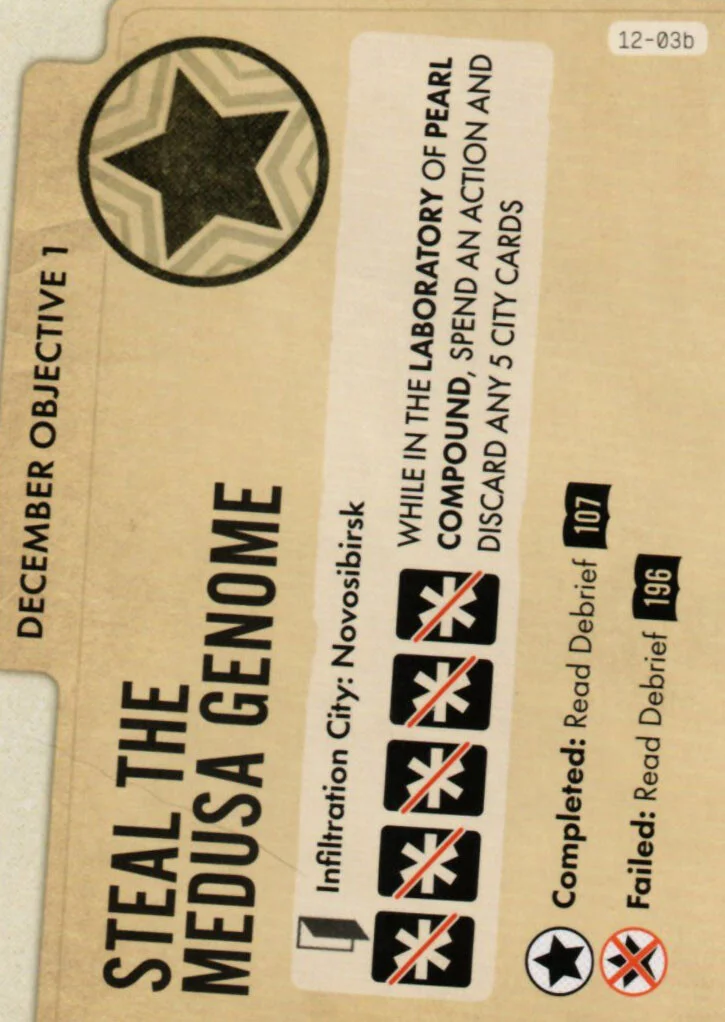 12-03b
DECEMBER OBJECTIVE 1
STEAL THE
MEDUSA GENOME
Infiltration City: Novosibirsk
WHILE IN THE LABORATORY OF PEARL
COMPOUND, SPEND AN ACTION AND
DISCARD ANY 5 CITY CARDS
Completed: Read Debrief 107
Failed: Read Debrief 196